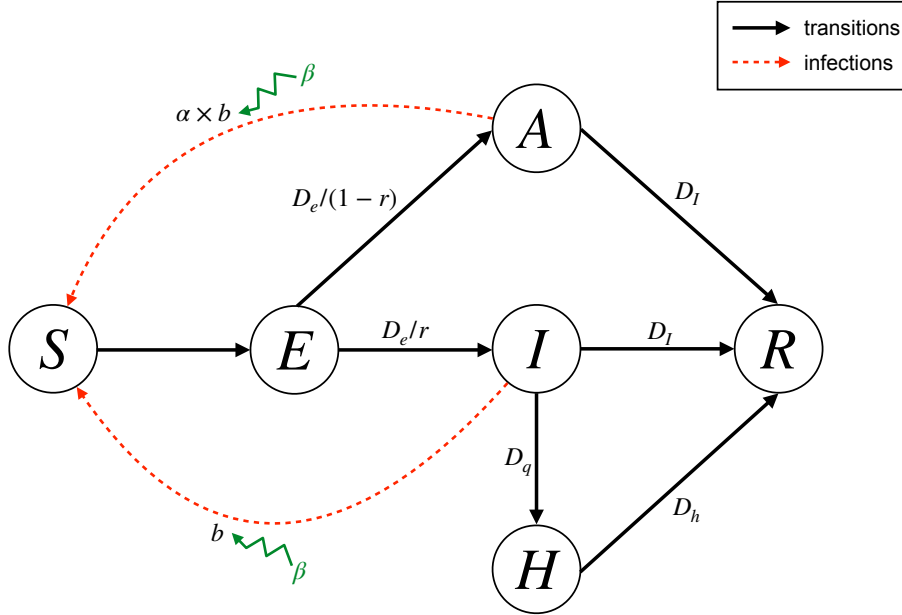 transitions
infections
β
α × b
A
D_e/(1 − r)
D_I
S
E
D_e/r
I
D_I
R
D_q
D_h
b
β
H